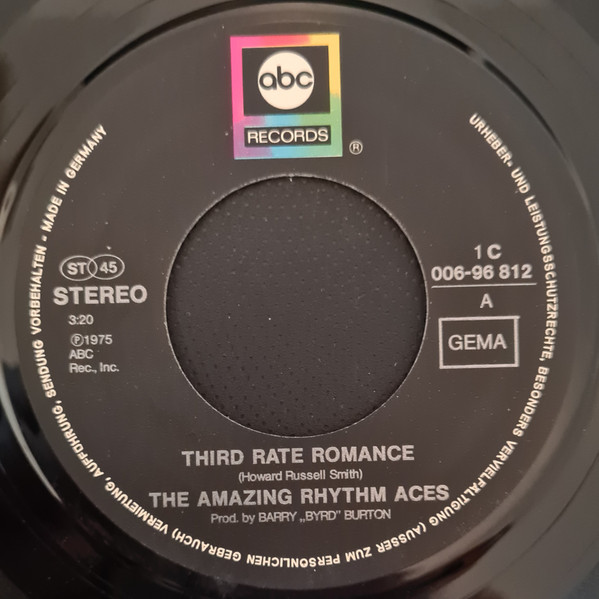 abc
RECORDS
®
URHEBER- UND LEISTUNGSSCHUTZRECHTE, BESONDERS VERVIELFÄLTIGUNG (AUSSER ZUM PERSÖNLICHEN GEBRAUCH) VERMIETUNG, AUFFÜHRUNG, SENDUNG VORBEHALTEN - MADE IN GERMANY
ST 45
STEREO
3:20
℗1975
ABC
Rec., Inc.
1 C
006-96 812
A
GEMA
THIRD RATE ROMANCE
(Howard Russell Smith)
THE AMAZING RHYTHM ACES
Prod. by BARRY „BYRD” BURTON